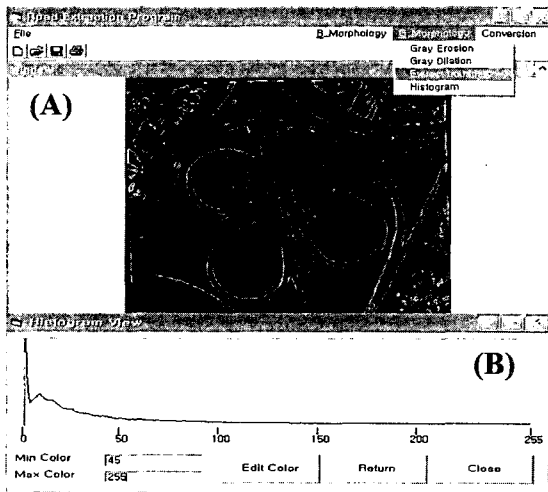 Road Extraction Program
File B_Morphology G_Morphology Conversion
Gray Erosion
Gray Dilation
Histogram
(A)
Histogram View
(B)
0 50 100 150 200 255
Min Color 45
Max Color 255
Edit Color Return Close